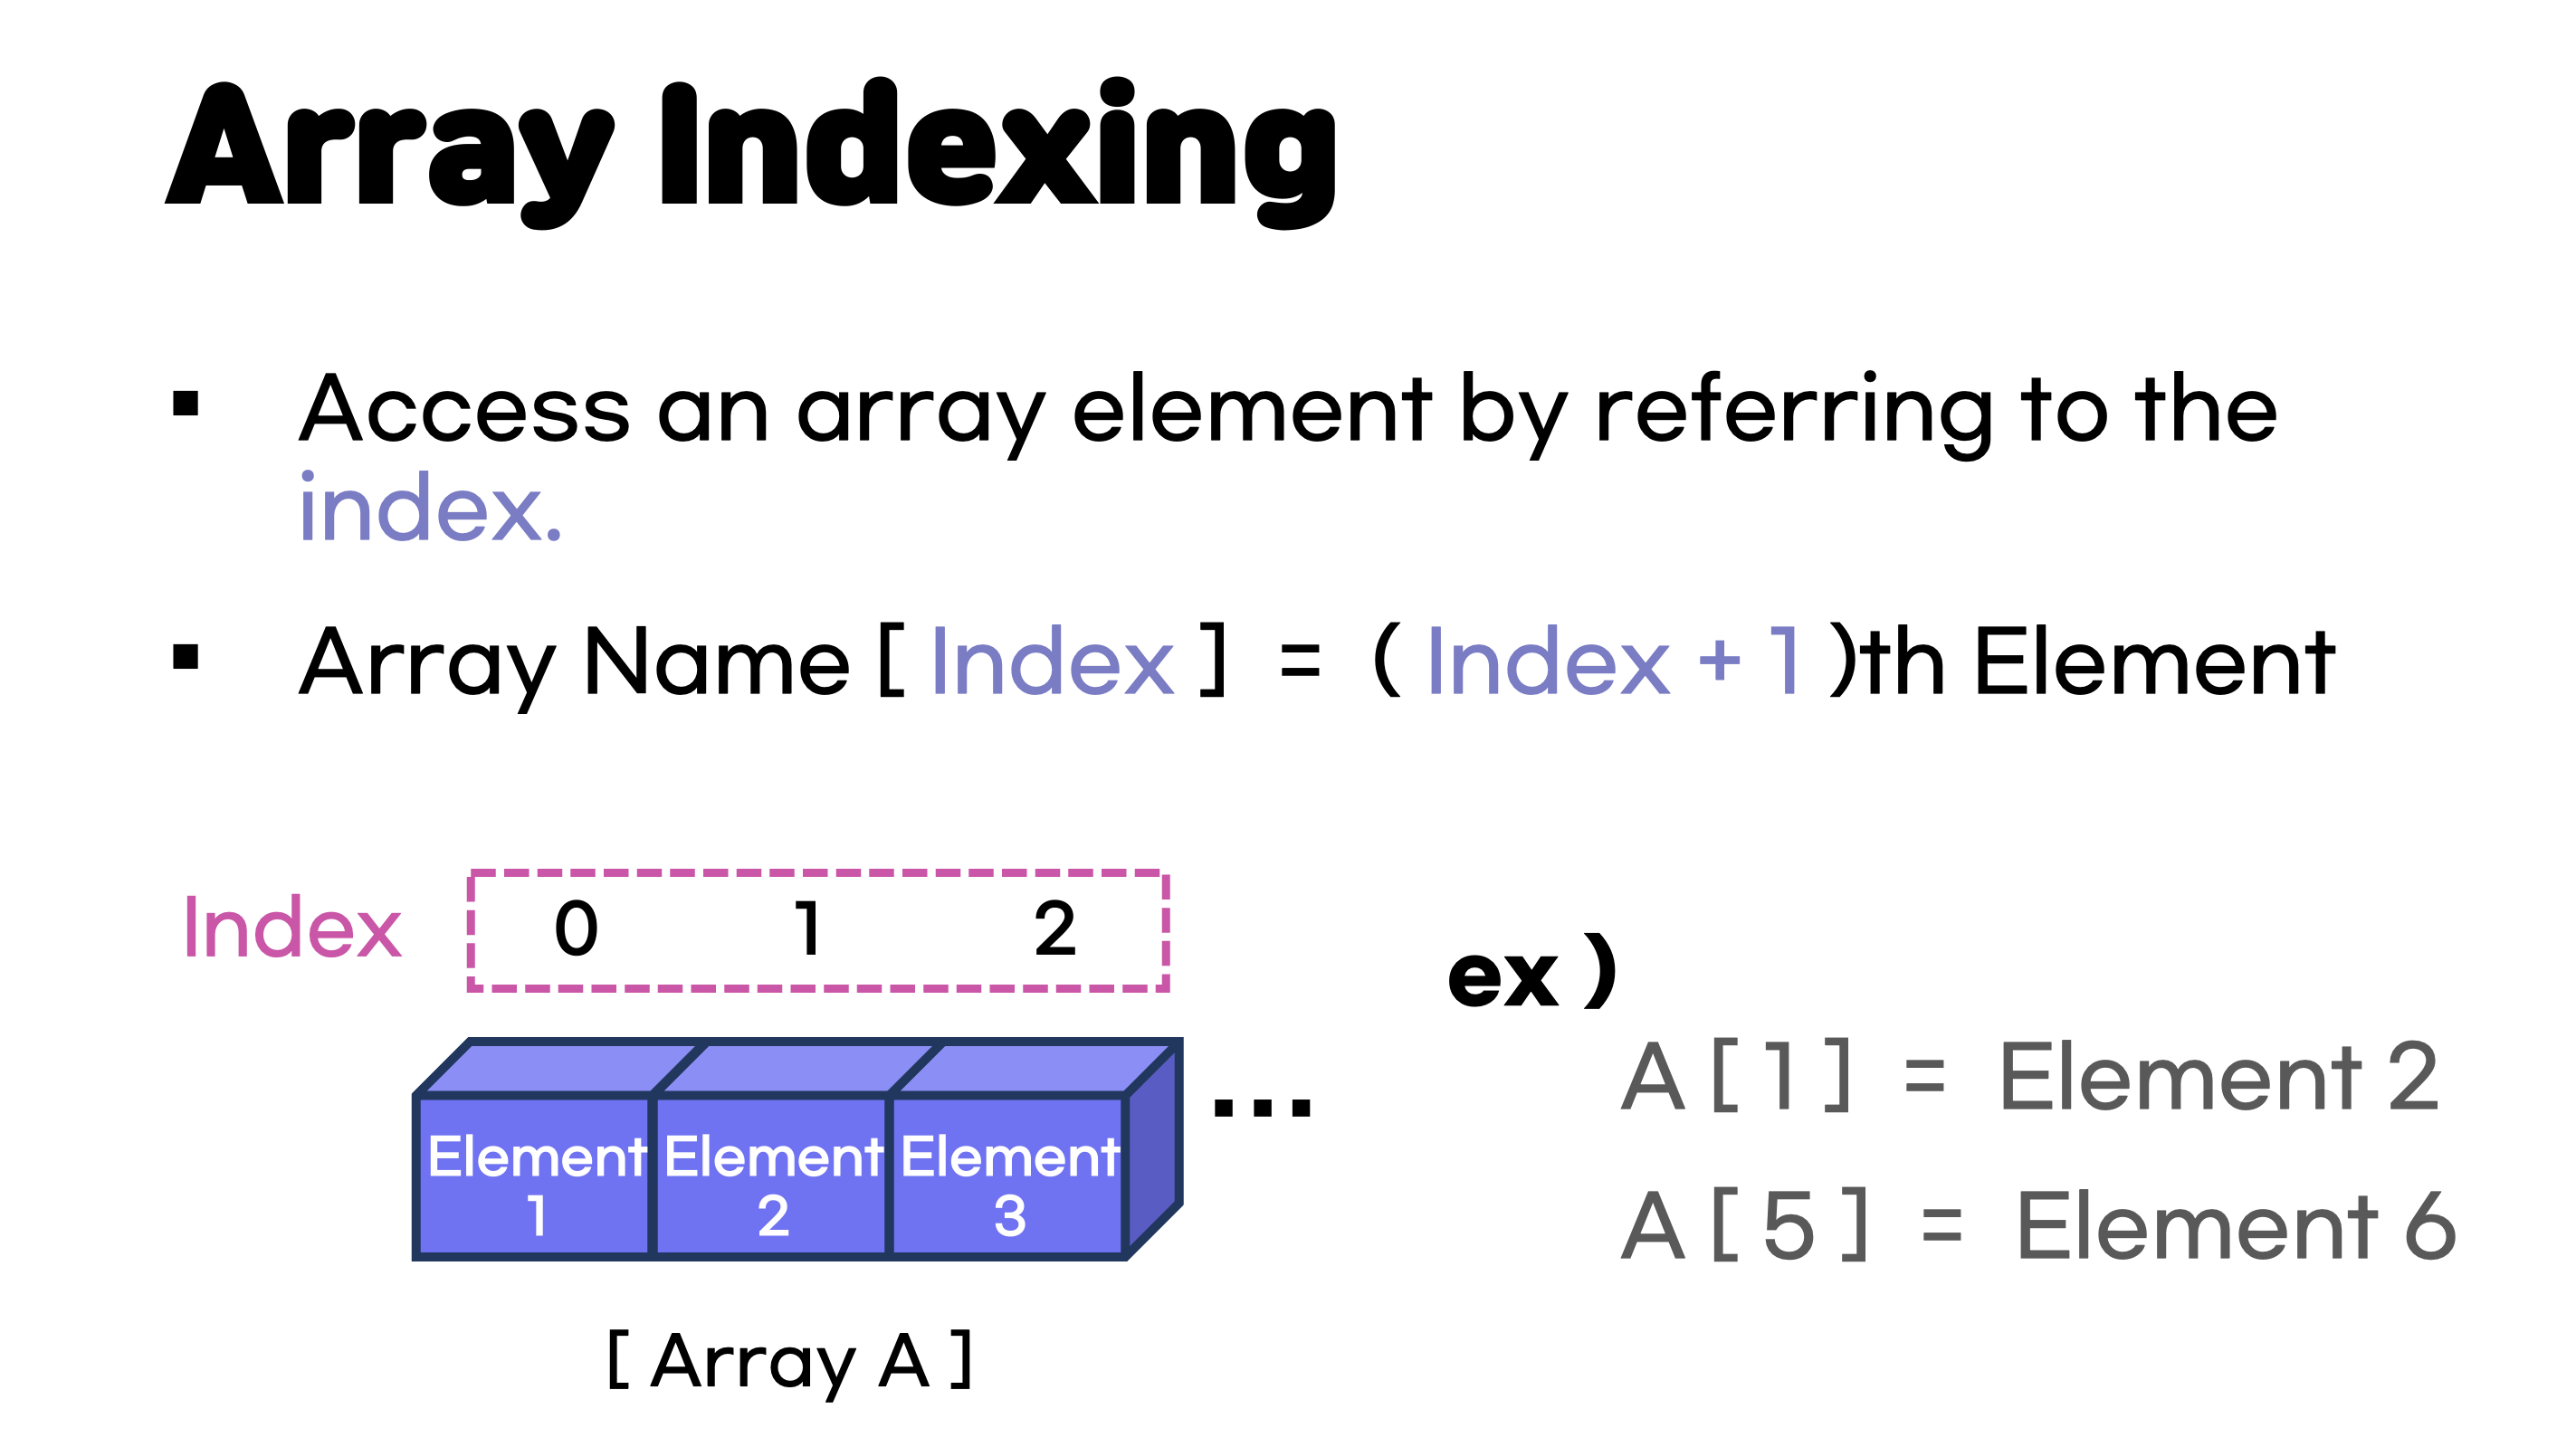 Array Indexing
▪ Access an array element by referring to the
index.
▪ Array Name [ Index ] = ( Index + 1 )th Element
Index 0 1 2
ex )
A [ 1 ] = Element 2
...
Element Element Element
1 2 3
A [ 5 ] = Element 6
[ Array A ]